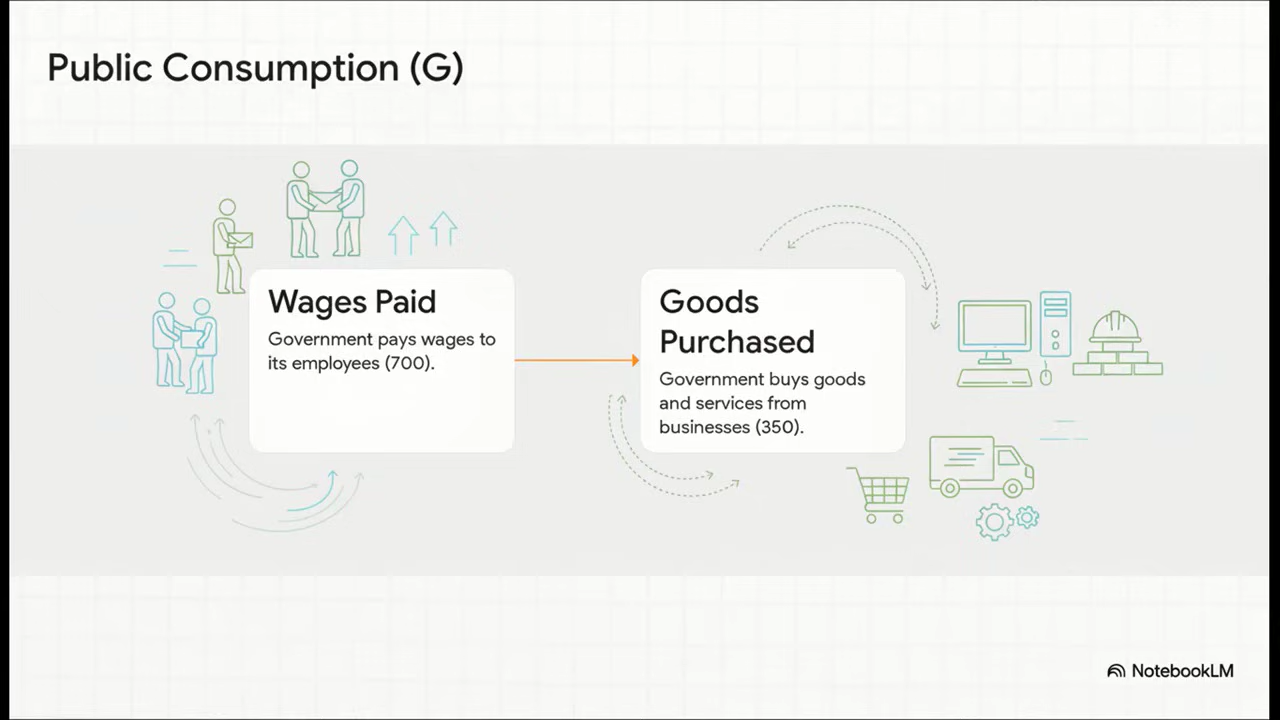 Public Consumption (G)
Wages Paid
Government pays wages to
its employees (700).
Goods
Purchased
Government buys goods
and services from
businesses (350).
NotebookLM